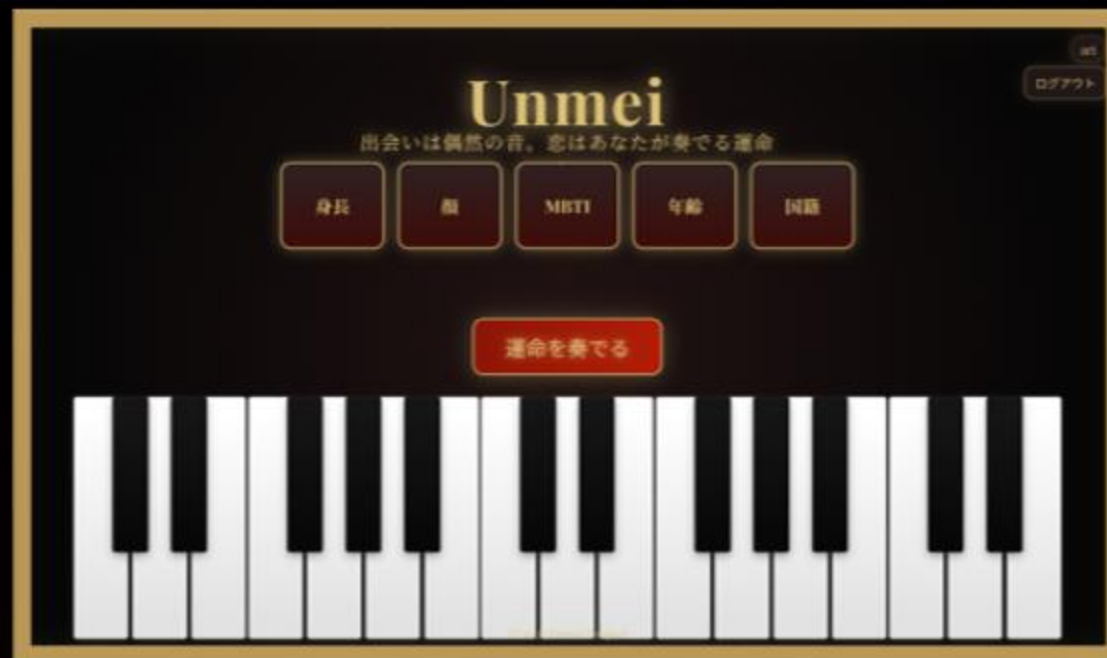 ログアウト
Unmei
出会いは偶然の音。恋はあなたが奏でる運命
身長
顔
MBTI
年齢
国籍
運命を奏でる